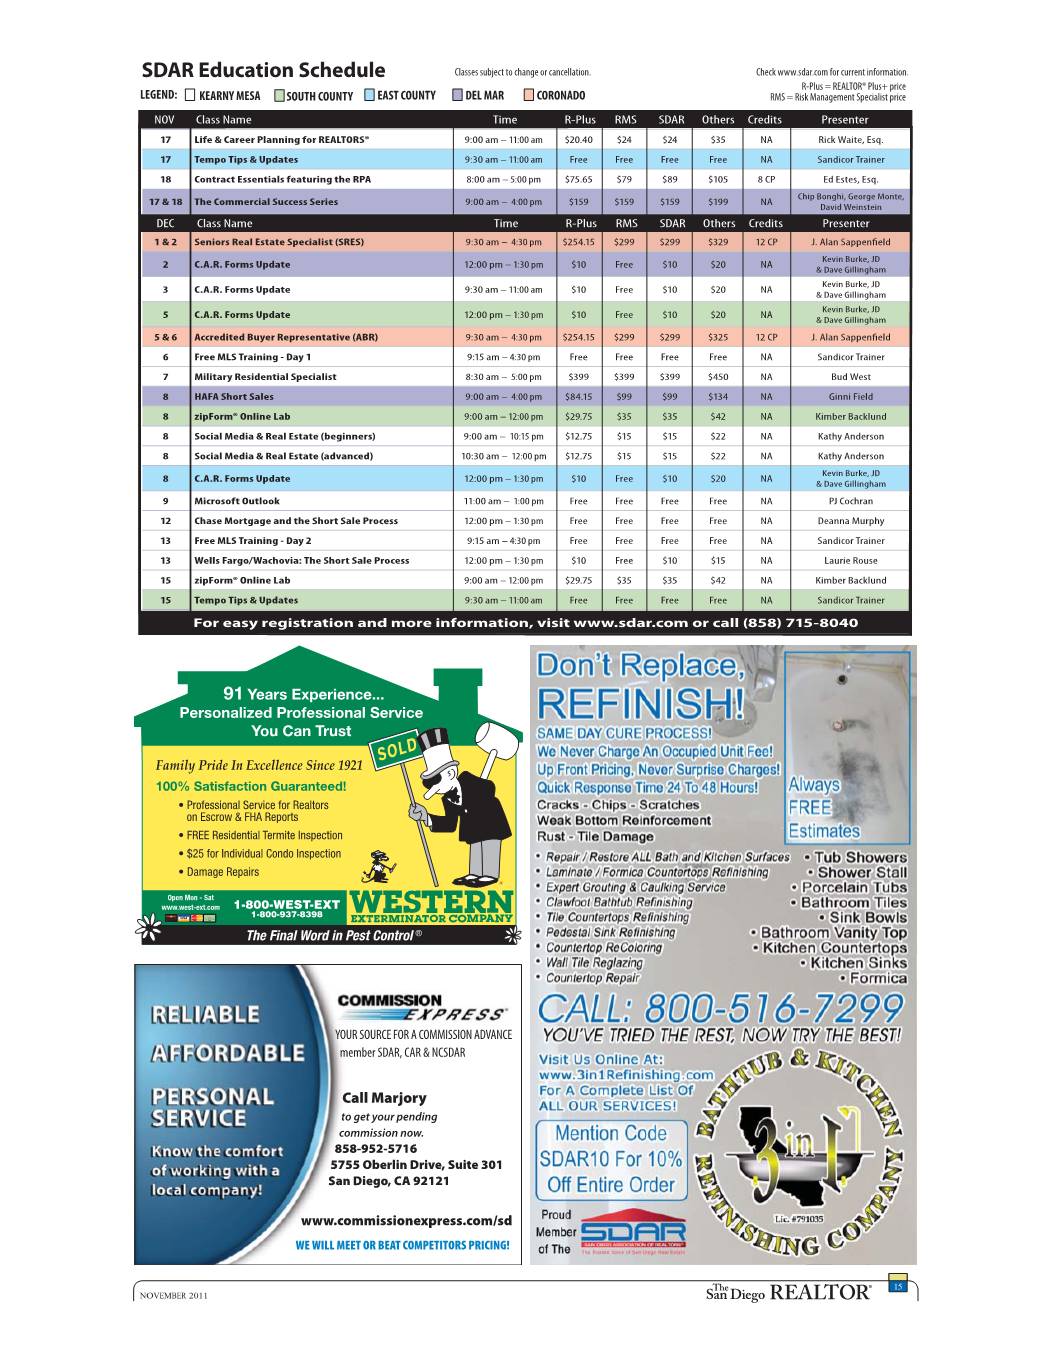 SDAR Education Schedule
Classes subject to change or cancellation.
Check www.sdar.com for current information.
R-Plus = REALTOR® Plus+ price
RMS = Risk Management Specialist price
LEGEND: KEARNY MESA SOUTH COUNTY EAST COUNTY DEL MAR CORONADO
NOV Class Name Time R-Plus RMS SDAR Others Credits Presenter
17 Life & Career Planning for REALTORS® 9:00 am – 11:00 am $20.40 $24 $24 $35 NA Rick Waite, Esq.
17 Tempo Tips & Updates 9:30 am – 11:00 am Free Free Free Free NA Sandicor Trainer
18 Contract Essentials featuring the RPA 8:00 am – 5:00 pm $75.65 $79 $89 $105 8 CP Ed Estes, Esq.
17 & 18 The Commercial Success Series 9:00 am – 4:00 pm $159 $159 $159 $199 NA Chip Bonghi, George Monte,
David Weinstein
DEC Class Name Time R-Plus RMS SDAR Others Credits Presenter
1 & 2 Seniors Real Estate Specialist (SRES) 9:30 am – 4:30 pm $254.15 $299 $299 $329 12 CP J. Alan Sappenfield
2 C.A.R. Forms Update 12:00 pm – 1:30 pm $10 Free $10 $20 NA Kevin Burke, JD
& Dave Gillingham
3 C.A.R. Forms Update 9:30 am – 11:00 am $10 Free $10 $20 NA Kevin Burke, JD
& Dave Gillingham
5 C.A.R. Forms Update 12:00 pm – 1:30 pm $10 Free $10 $20 NA Kevin Burke, JD
& Dave Gillingham
5 & 6 Accredited Buyer Representative (ABR) 9:30 am – 4:30 pm $254.15 $299 $299 $325 12 CP J. Alan Sappenfield
6 Free MLS Training - Day 1 9:15 am – 4:30 pm Free Free Free Free NA Sandicor Trainer
7 Military Residential Specialist 8:30 am – 5:00 pm $399 $399 $399 $450 NA Bud West
8 HAFA Short Sales 9:00 am – 4:00 pm $84.15 $99 $99 $134 NA Ginni Field
8 zipForm® Online Lab 9:00 am – 12:00 pm $29.75 $35 $35 $42 NA Kimber Backlund
8 Social Media & Real Estate (beginners) 9:00 am – 10:15 pm $12.75 $15 $15 $22 NA Kathy Anderson
8 Social Media & Real Estate (advanced) 10:30 am – 12:00 pm $12.75 $15 $15 $22 NA Kathy Anderson
8 C.A.R. Forms Update 12:00 pm – 1:30 pm $10 Free $10 $20 NA Kevin Burke, JD
& Dave Gillingham
9 Microsoft Outlook 11:00 am – 1:00 pm Free Free Free Free NA PJ Cochran
12 Chase Mortgage and the Short Sale Process 12:00 pm – 1:30 pm Free Free Free Free NA Deanna Murphy
13 Free MLS Training - Day 2 9:15 am – 4:30 pm Free Free Free Free NA Sandicor Trainer
13 Wells Fargo/Wachovia: The Short Sale Process 12:00 pm – 1:30 pm $10 Free $10 $15 NA Laurie Rouse
15 zipForm® Online Lab 9:00 am – 12:00 pm $29.75 $35 $35 $42 NA Kimber Backlund
15 Tempo Tips & Updates 9:30 am – 11:00 am Free Free Free Free NA Sandicor Trainer
For easy registration and more information, visit www.sdar.com or call (858) 715-8040
91 Years Experience...
Personalized Professional Service
You Can Trust
SOLD
Family Pride In Excellence Since 1921
100% Satisfaction Guaranteed!
• Professional Service for Realtors
on Escrow & FHA Reports
• FREE Residential Termite Inspection
• $25 for Individual Condo Inspection
• Damage Repairs
Open Mon - Sat
www.west-ext.com
1-800-WEST-EXT
1-800-937-8398
WESTERN
EXTERMINATOR COMPANY
The Final Word in Pest Control®
RELIABLE
AFFORDABLE
PERSONAL
SERVICE
Know the comfort
of working with a
local company!
COMMISSION
EXPRESS
YOUR SOURCE FOR A COMMISSION ADVANCE
member SDAR, CAR & NCSDAR
Call Marjory
to get your pending
commission now.
858-952-5716
5755 Oberlin Drive, Suite 301
San Diego, CA 92121
www.commissionexpress.com/sd
WE WILL MEET OR BEAT COMPETITORS PRICING!
Don't Replace,
REFINISH!
SAME DAY CURE PROCESS!
We Never Charge An Occupied Unit Fee!
Up Front Pricing, Never Surprise Charges!
Quick Response Time 24 To 48 Hours!
Cracks - Chips - Scratches
Weak Bottom Reinforcement
Rust - Tile Damage
Always
FREE
Estimates
• Repair / Restore ALL Bath and Kitchen Surfaces
• Laminate / Formica Countertops Refinishing
• Expert Grouting & Caulking Service
• Clawfoot Bathtub Refinishing
• Tile Countertops Refinishing
• Pedostal Sink Refinishing
• Countertop ReColoring
• Wall Tile Reglazing
• Countertop Repair
• Tub Showers
• Shower Stall
• Porcelain Tubs
• Bathroom Tiles
• Sink Bowls
• Bathroom Vanity Top
• Kitchen Countertops
• Kitchen Sinks
• Formica
CALL: 800-516-7299
YOU'VE TRIED THE REST, NOW TRY THE BEST!
Visit Us Online At:
www.3in1Refinishing.com
For A Complete List Of
ALL OUR SERVICES!
Mention Code
SDAR10 For 10%
Off Entire Order
Proud
Member
of The
SDAR
SAN DIEGO ASSOCIATION OF REALTORS®
The Trusted Voice of San Diego Real Estate
BATHTUB & KITCHEN
3 in 1
Lic. #791035
REFINISHING COMPANY
NOVEMBER 2011
The San Diego REALTOR®
15